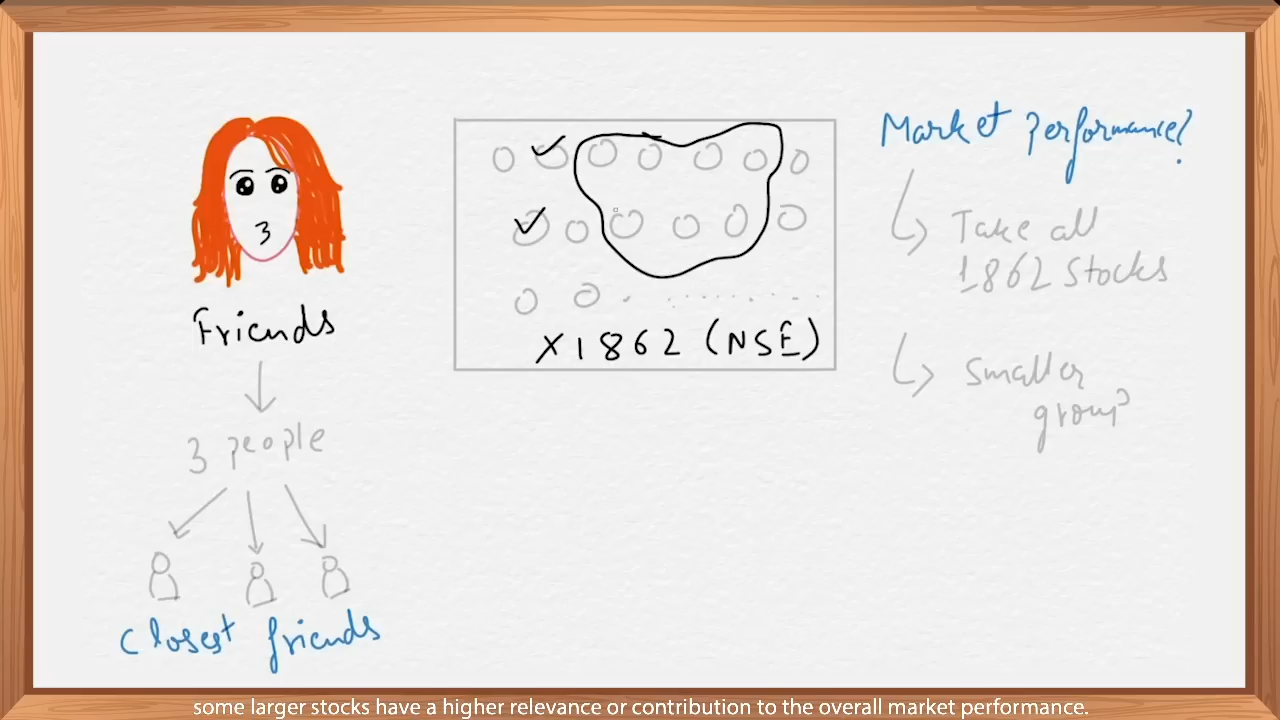 Friends
3 people
closest friends
X1862 (NSE)
Market performance?
Take all
1862 Stocks
Smaller
group?
some larger stocks have a higher relevance or contribution to the overall market performance.